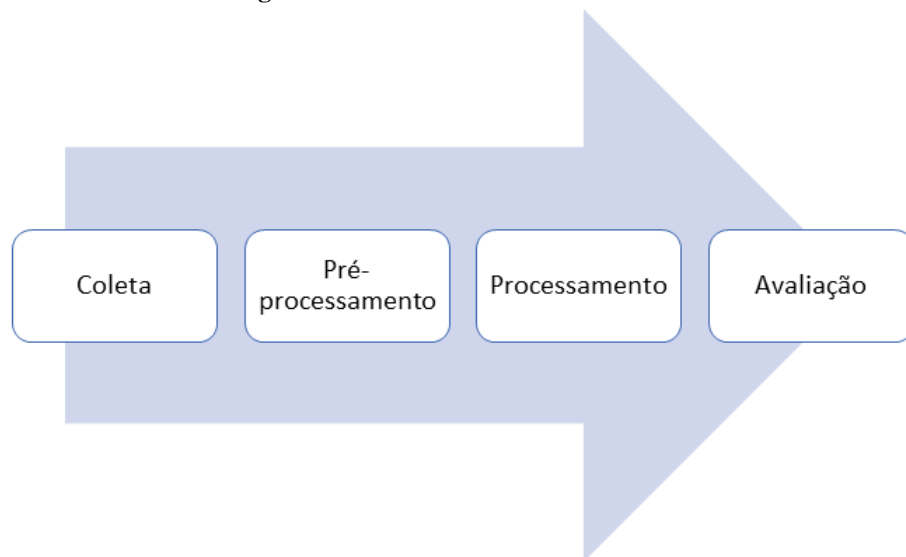 Coleta
Pré-
processamento
Processamento
Avaliação